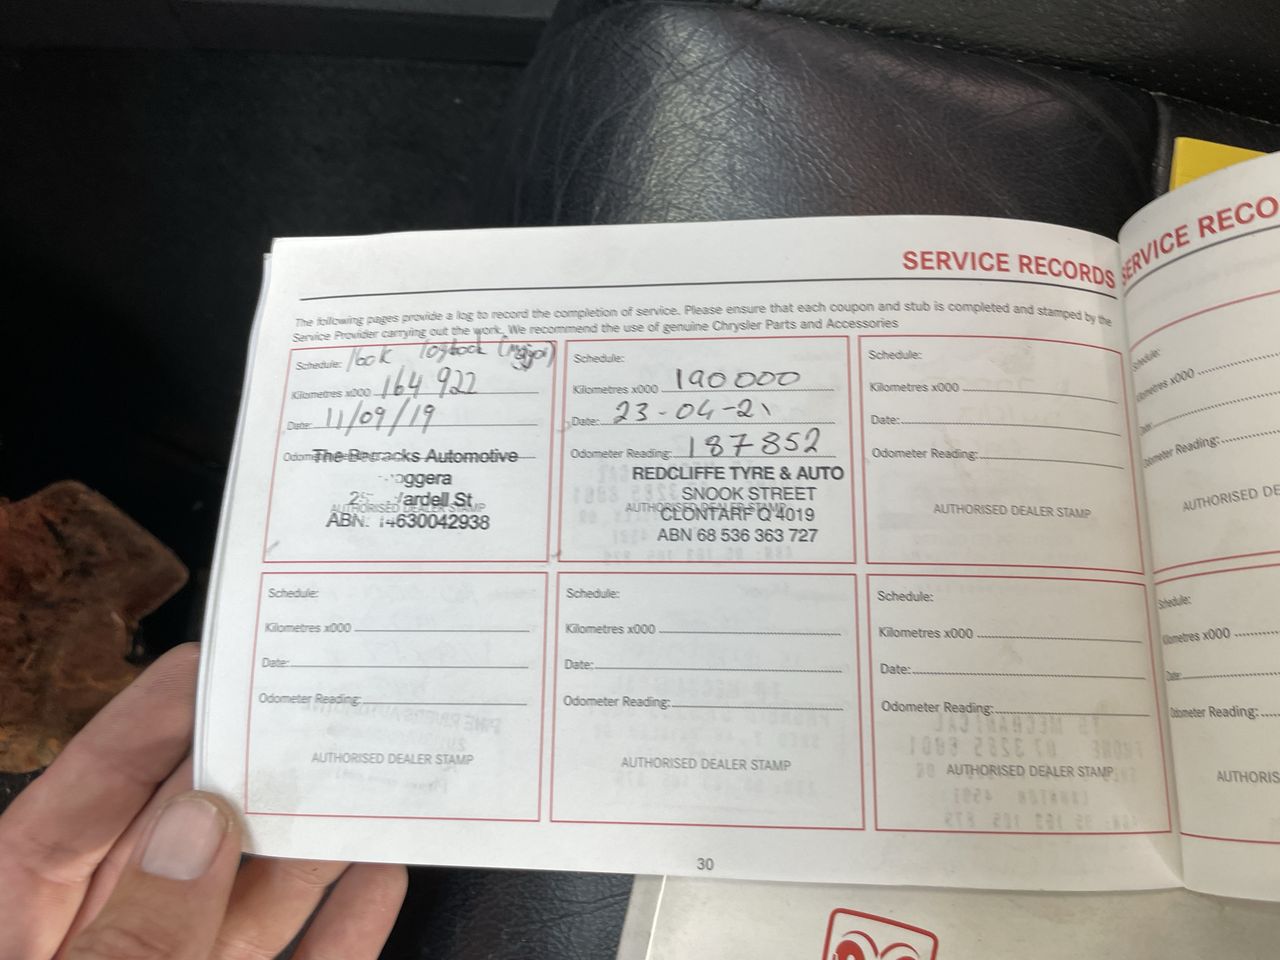 SERVICE RECORDS
The following pages provide a log to record the completion of service. Please ensure that each coupon and stub is completed and stamped by the
Service Provider carrying out the work. We recommend the use of genuine Chrysler Parts and Accessories
Schedule: 160K logbook (major)
Kilometres x000 164 922
Date: 11/09/19
The Betracks Automotive
ardell St
AUTHORISED DEALER STAMP
ABN: 14630042938
Schedule:
Kilometres x000 190000
Date: 23-04-21
Odometer Reading: 187852
REDCLIFFE TYRE & AUTO
SNOOK STREET
AUTHORISED DEALER STAMP
CLONTARF Q 4019
ABN 68 536 363 727
Schedule:
Kilometres x000
Date:
Odometer Reading:
AUTHORISED DEALER STAMP
Schedule:
Kilometres x000
Date:
Odometer Reading:
AUTHORISED DEALER STAMP
Schedule:
Kilometres x000
Date:
Odometer Reading:
AUTHORISED DEALER STAMP
Schedule:
Kilometres x000
Date:
Odometer Reading:
AUTHORISED DEALER STAMP
30
SERVICE RECO
Schedule:
Kilometres x000
Date:
Odometer Reading:
AUTHORISED DE
Schedule:
Kilometres x000
Date:
Odometer Reading:
AUTHORIS